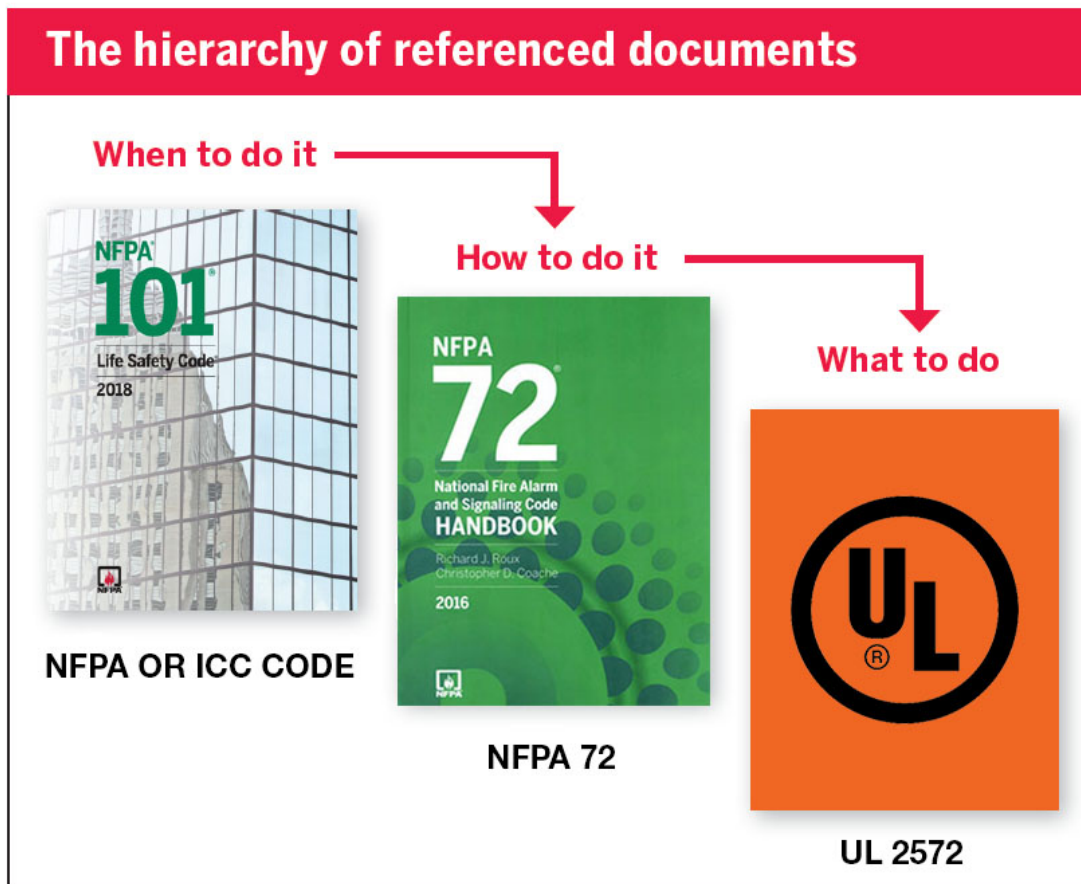 The hierarchy of referenced documents
When to do it
NFPA®
101®
Life Safety Code®
2018
NFPA
NFPA OR ICC CODE
How to do it
NFPA
72®
National Fire Alarm
and Signaling Code
HANDBOOK
Richard J. Roux
Christopher D. Coache
2016
NFPA
NFPA 72
What to do
UL
®
UL 2572